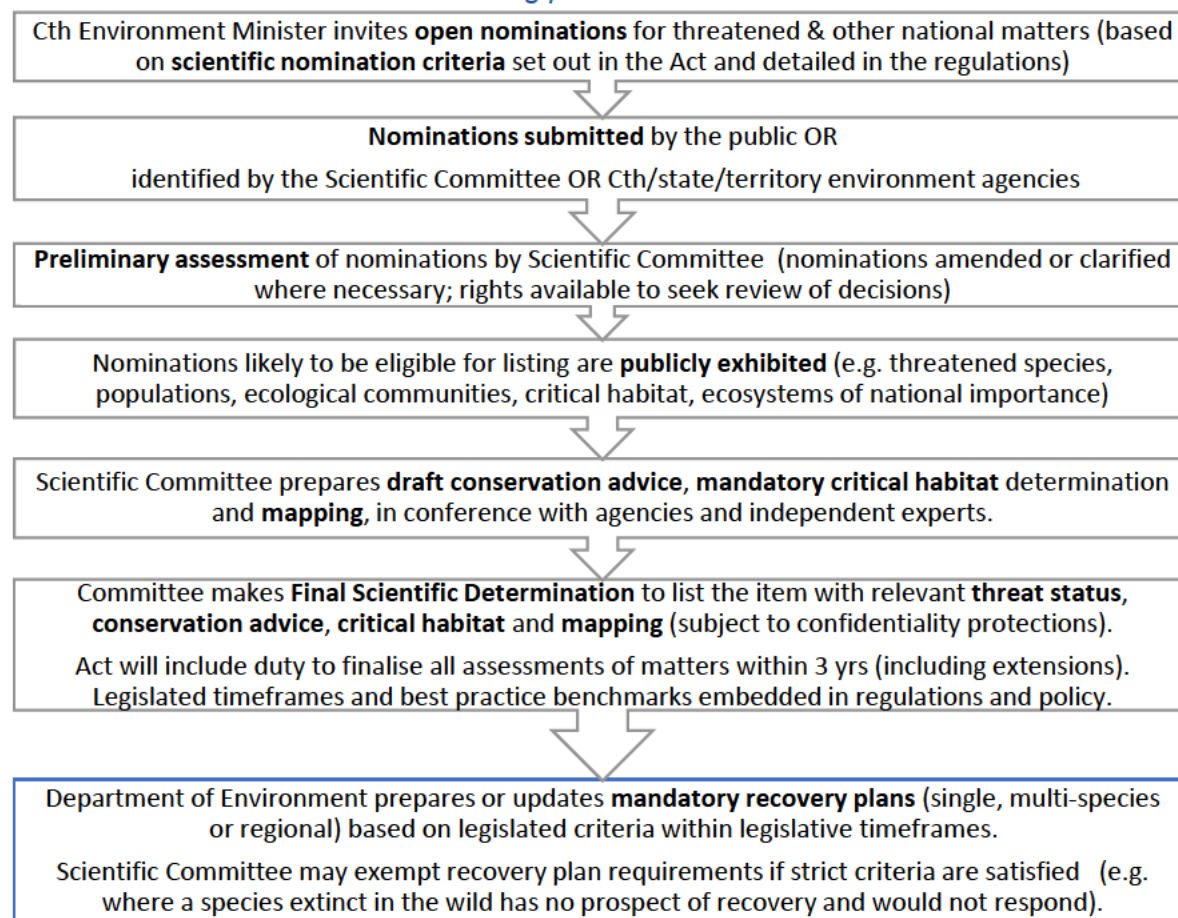 Cth Environment Minister invites open nominations for threatened & other national matters (based
on scientific nomination criteria set out in the Act and detailed in the regulations)
Nominations submitted by the public OR
identified by the Scientific Committee OR Cth/state/territory environment agencies
Preliminary assessment of nominations by Scientific Committee (nominations amended or clarified
where necessary; rights available to seek review of decisions)
Nominations likely to be eligible for listing are publicly exhibited (e.g. threatened species,
populations, ecological communities, critical habitat, ecosystems of national importance)
Scientific Committee prepares draft conservation advice, mandatory critical habitat determination
and mapping, in conference with agencies and independent experts.
Committee makes Final Scientific Determination to list the item with relevant threat status,
conservation advice, critical habitat and mapping (subject to confidentiality protections).
Act will include duty to finalise all assessments of matters within 3 yrs (including extensions).
Legislated timeframes and best practice benchmarks embedded in regulations and policy.
Department of Environment prepares or updates mandatory recovery plans (single, multi-species
or regional) based on legislated criteria within legislative timeframes.
Scientific Committee may exempt recovery plan requirements if strict criteria are satisfied (e.g.
where a species extinct in the wild has no prospect of recovery and would not respond).